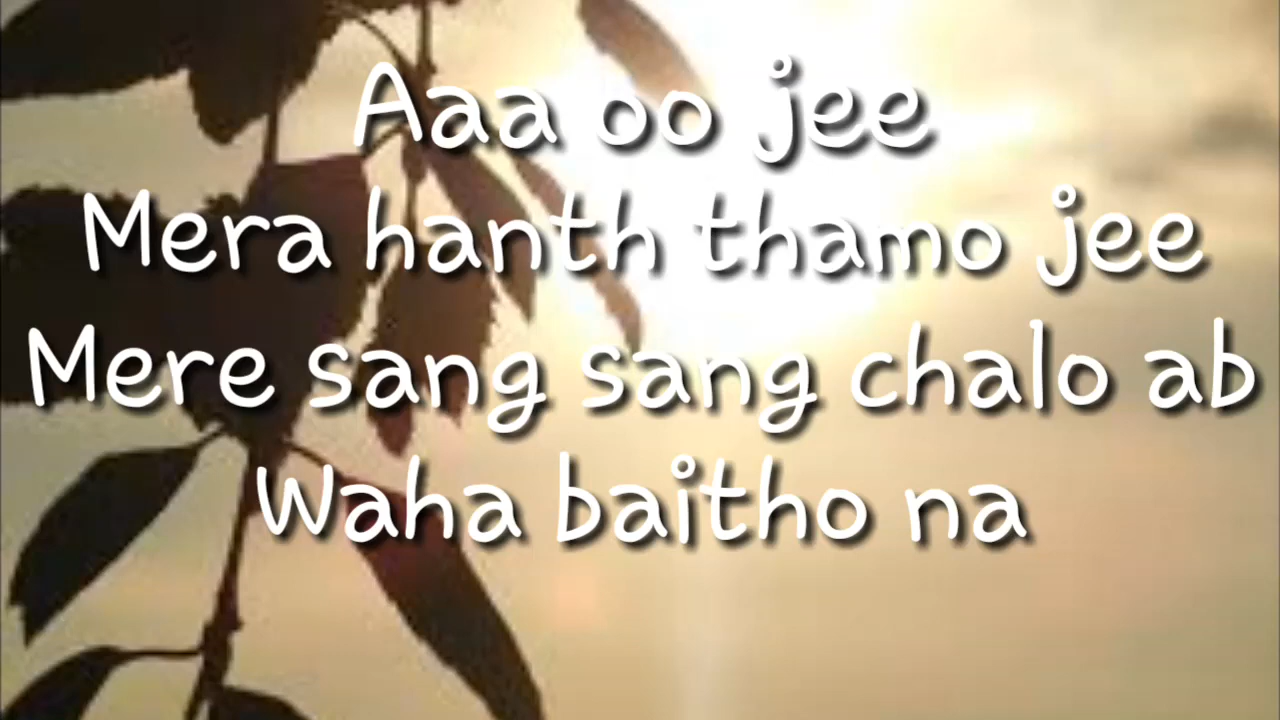 Aaa oo jee
Mera hanth thamo jee
Mere sang sang chalo ab
Waha baitho na